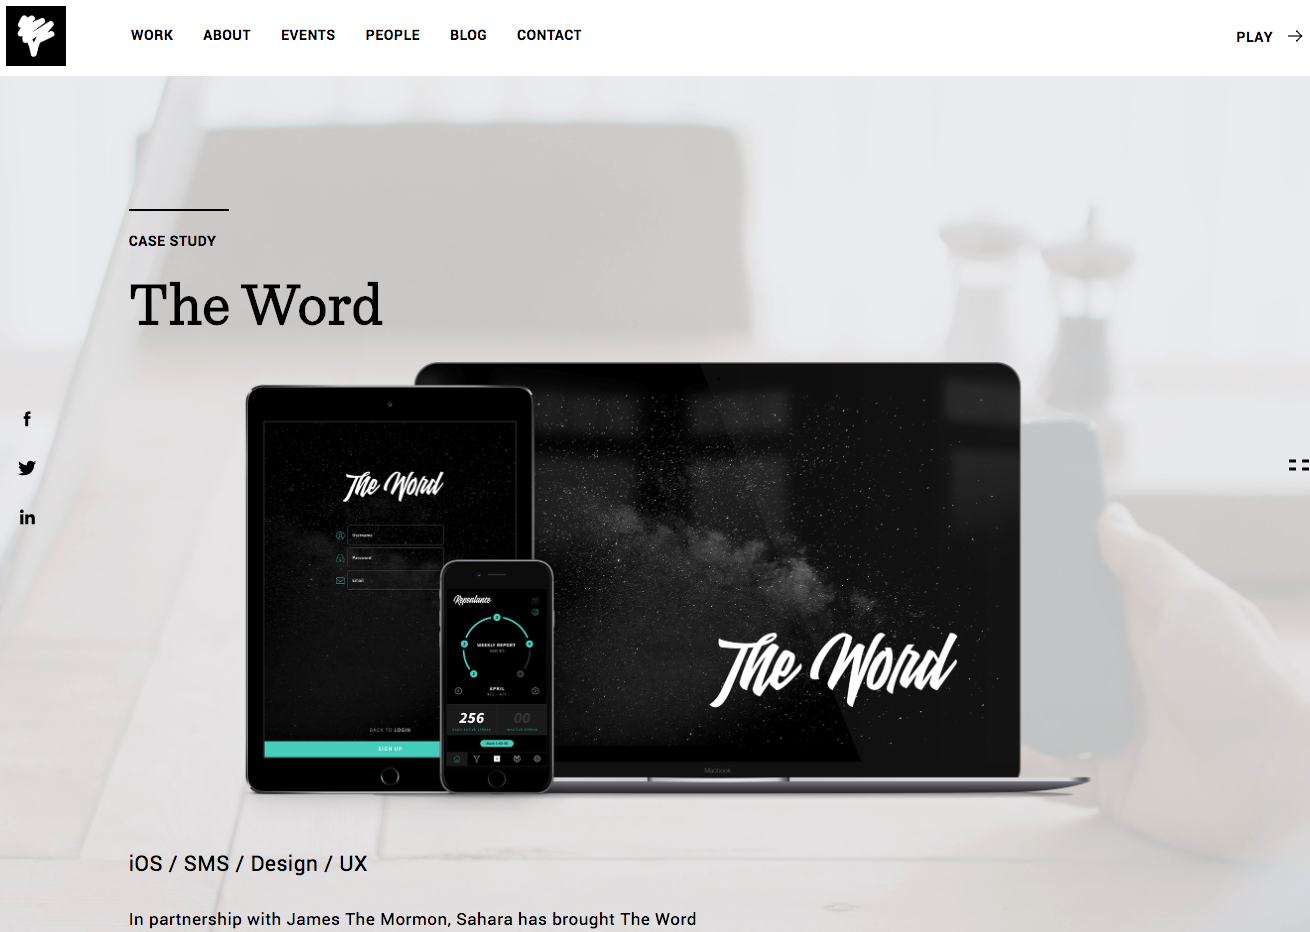 WORK ABOUT EVENTS PEOPLE BLOG CONTACT
PLAY
CASE STUDY
The Word
The Word
Username
Password
Email
BACK TO LOGIN
SIGN UP
Repentance
WEEKLY REPORT
APRIL
256 00
The Word
Macbook
iOS / SMS / Design / UX
In partnership with James The Mormon, Sahara has brought The Word